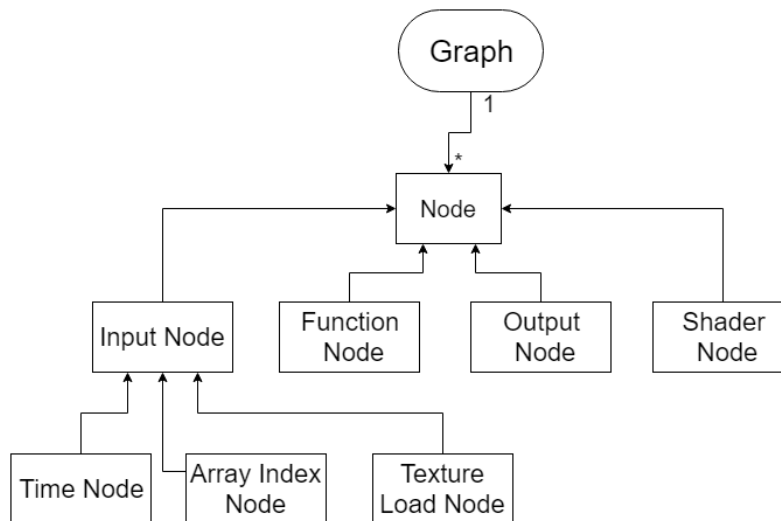 Graph
1
*
Node
Input Node
Function
Node
Output
Node
Shader
Node
Time Node
Array Index
Node
Texture
Load Node